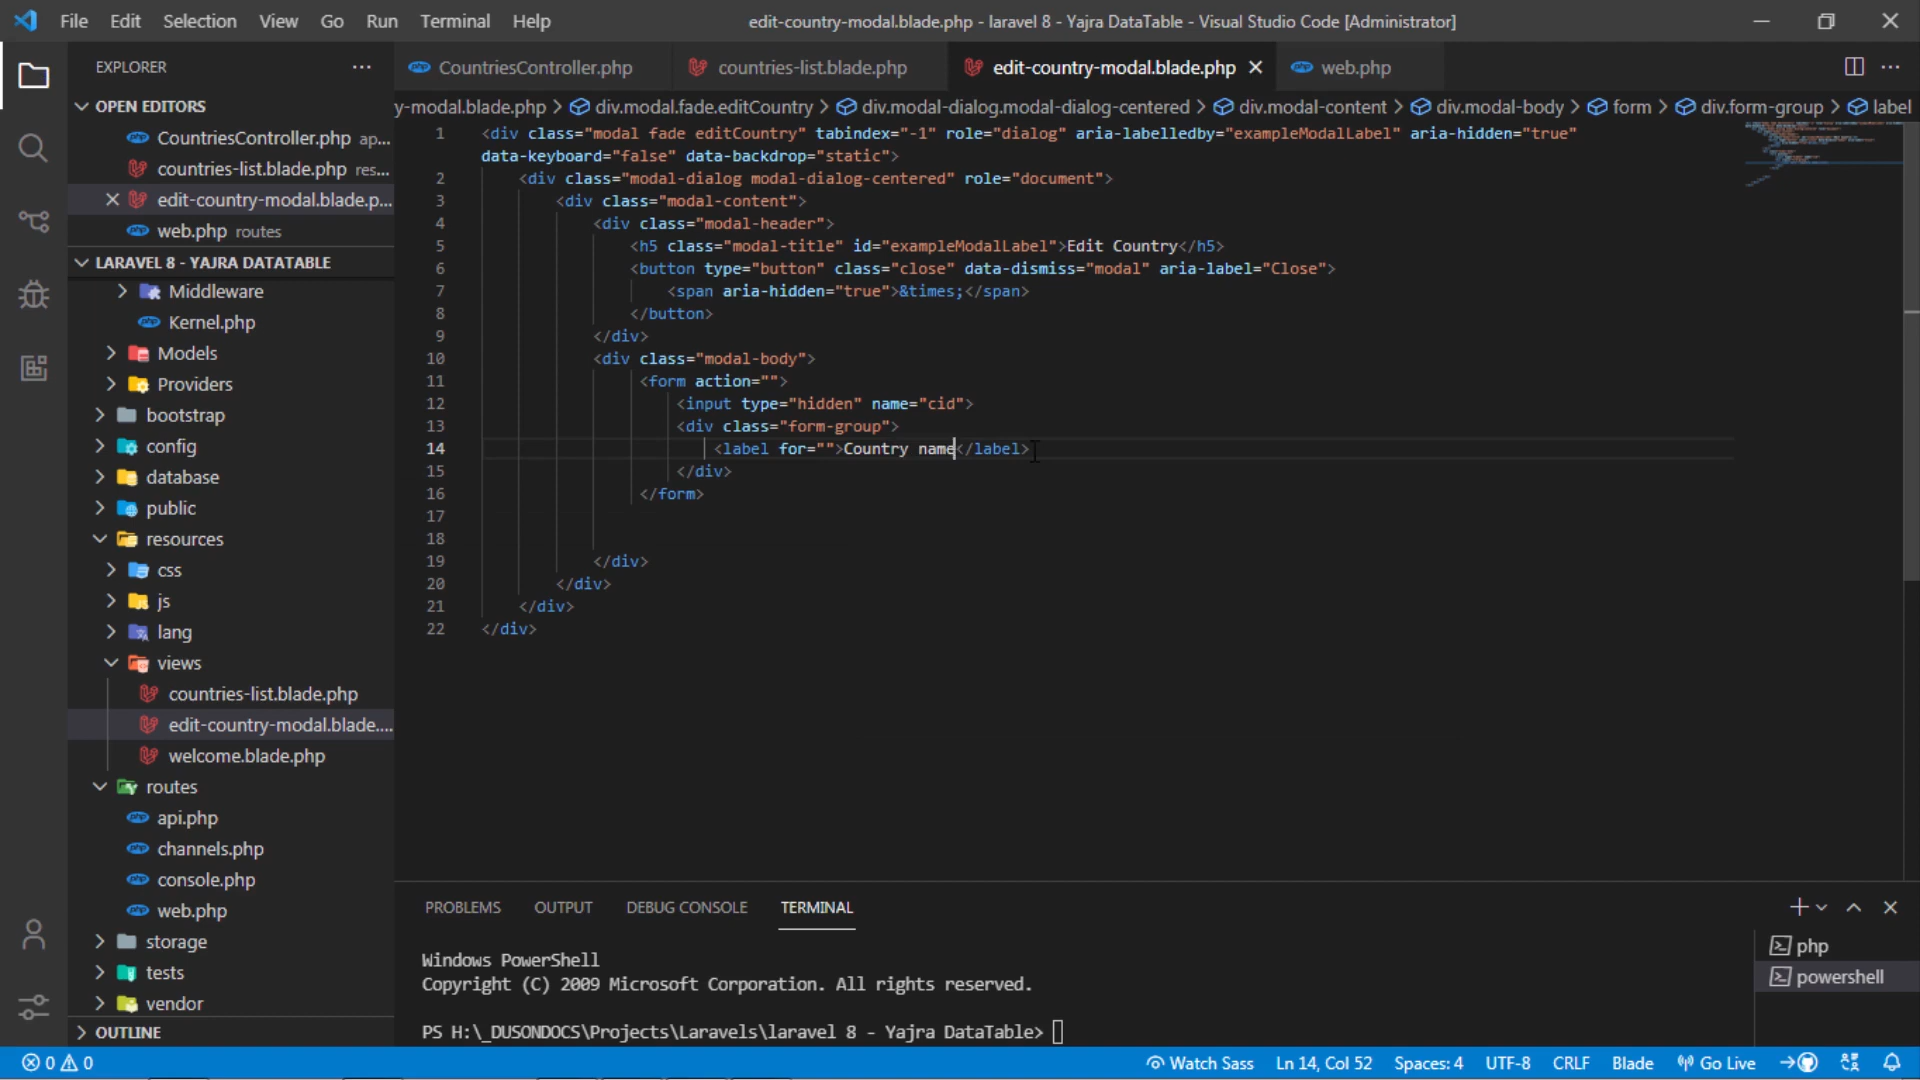 File Edit Selection View Go Run Terminal Help
edit-country-modal.blade.php - laravel 8 - Yajra DataTable - Visual Studio Code [Administrator]
EXPLORER
OPEN EDITORS
CountriesController.php ap...
countries-list.blade.php res...
edit-country-modal.blade.p...
web.php routes
LARAVEL 8 - YAJRA DATATABLE
Middleware
Kernel.php
Models
Providers
bootstrap
config
database
public
resources
css
js
lang
views
countries-list.blade.php
edit-country-modal.blade....
welcome.blade.php
routes
api.php
channels.php
console.php
web.php
storage
tests
vendor
OUTLINE
CountriesController.php countries-list.blade.php edit-country-modal.blade.php web.php
y-modal.blade.php > div.modal.fade.editCountry > div.modal-dialog.modal-dialog-centered > div.modal-content > div.modal-body > form > div.form-group > label
1 <div class="modal fade editCountry" tabindex="-1" role="dialog" aria-labelledby="exampleModalLabel" aria-hidden="true"
data-keyboard="false" data-backdrop="static">
2 <div class="modal-dialog modal-dialog-centered" role="document">
3 <div class="modal-content">
4 <div class="modal-header">
5 <h5 class="modal-title" id="exampleModalLabel">Edit Country</h5>
6 <button type="button" class="close" data-dismiss="modal" aria-label="Close">
7 <span aria-hidden="true">&times;</span>
8 </button>
9 </div>
10 <div class="modal-body">
11 <form action="">
12 <input type="hidden" name="cid">
13 <div class="form-group">
14 <label for="">Country name</label>
15 </div>
16 </form>
17
18
19 </div>
20 </div>
21 </div>
22 </div>
PROBLEMS OUTPUT DEBUG CONSOLE TERMINAL
Windows PowerShell
Copyright (C) 2009 Microsoft Corporation. All rights reserved.
PS H:\_DUSONDOCS\Projects\Laravels\laravel 8 - Yajra DataTable>
php
powershell
0 0 Watch Sass Ln 14, Col 52 Spaces: 4 UTF-8 CRLF Blade Go Live